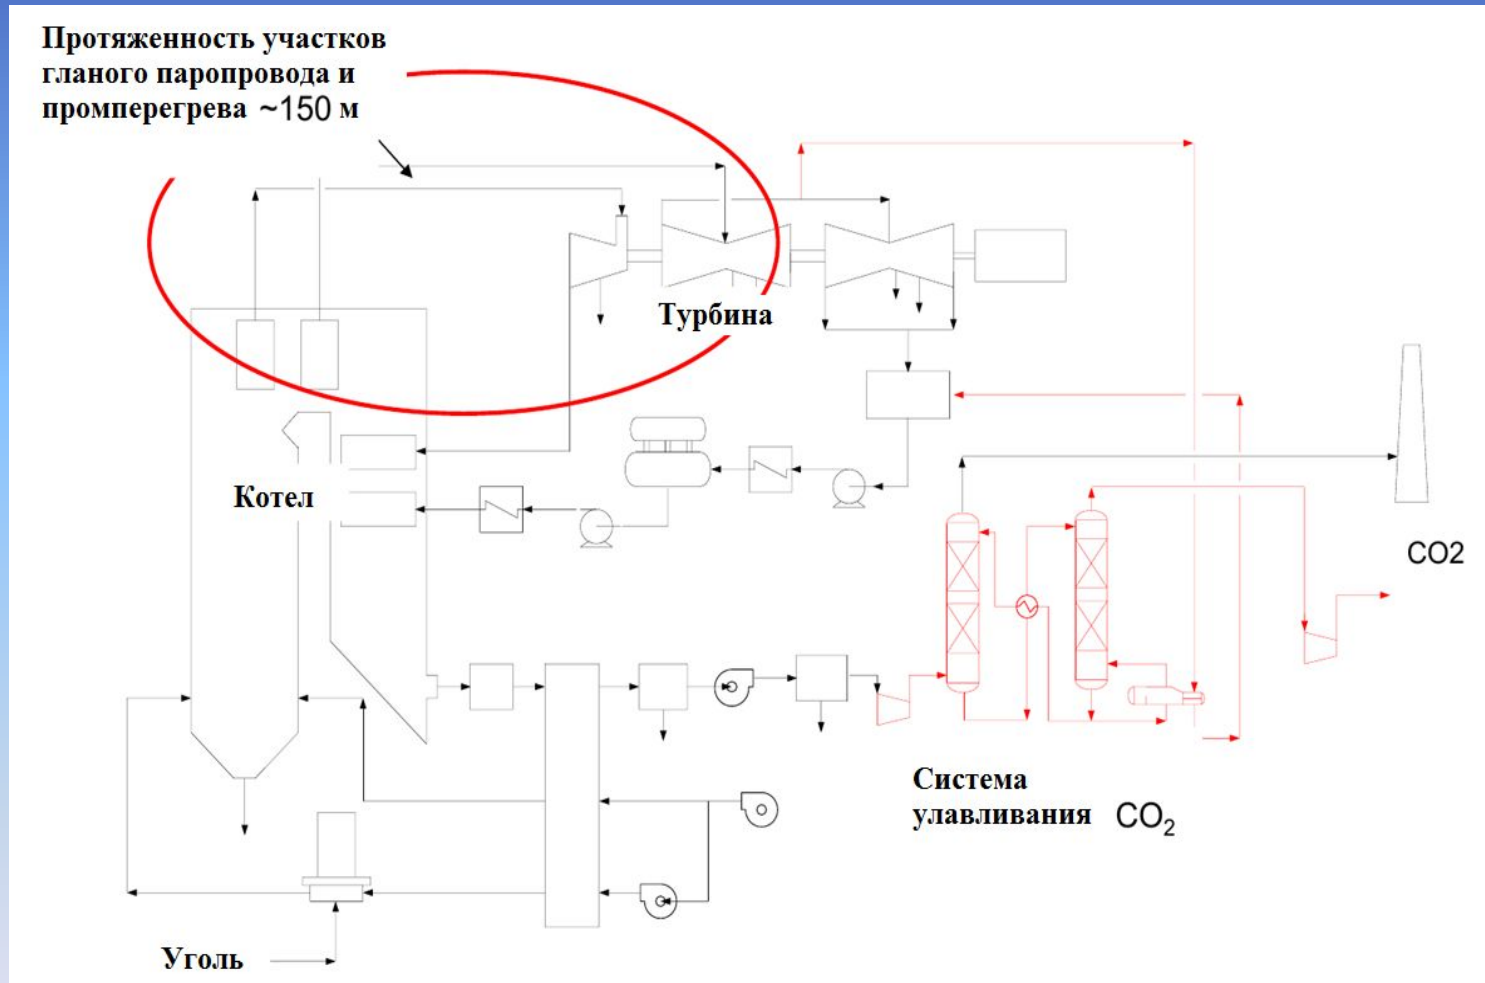 Протяженность участков
гланого паропровода и
промперегрева ~150 м
Турбина
Котел
CO2
Система
улавливания CO₂
Уголь